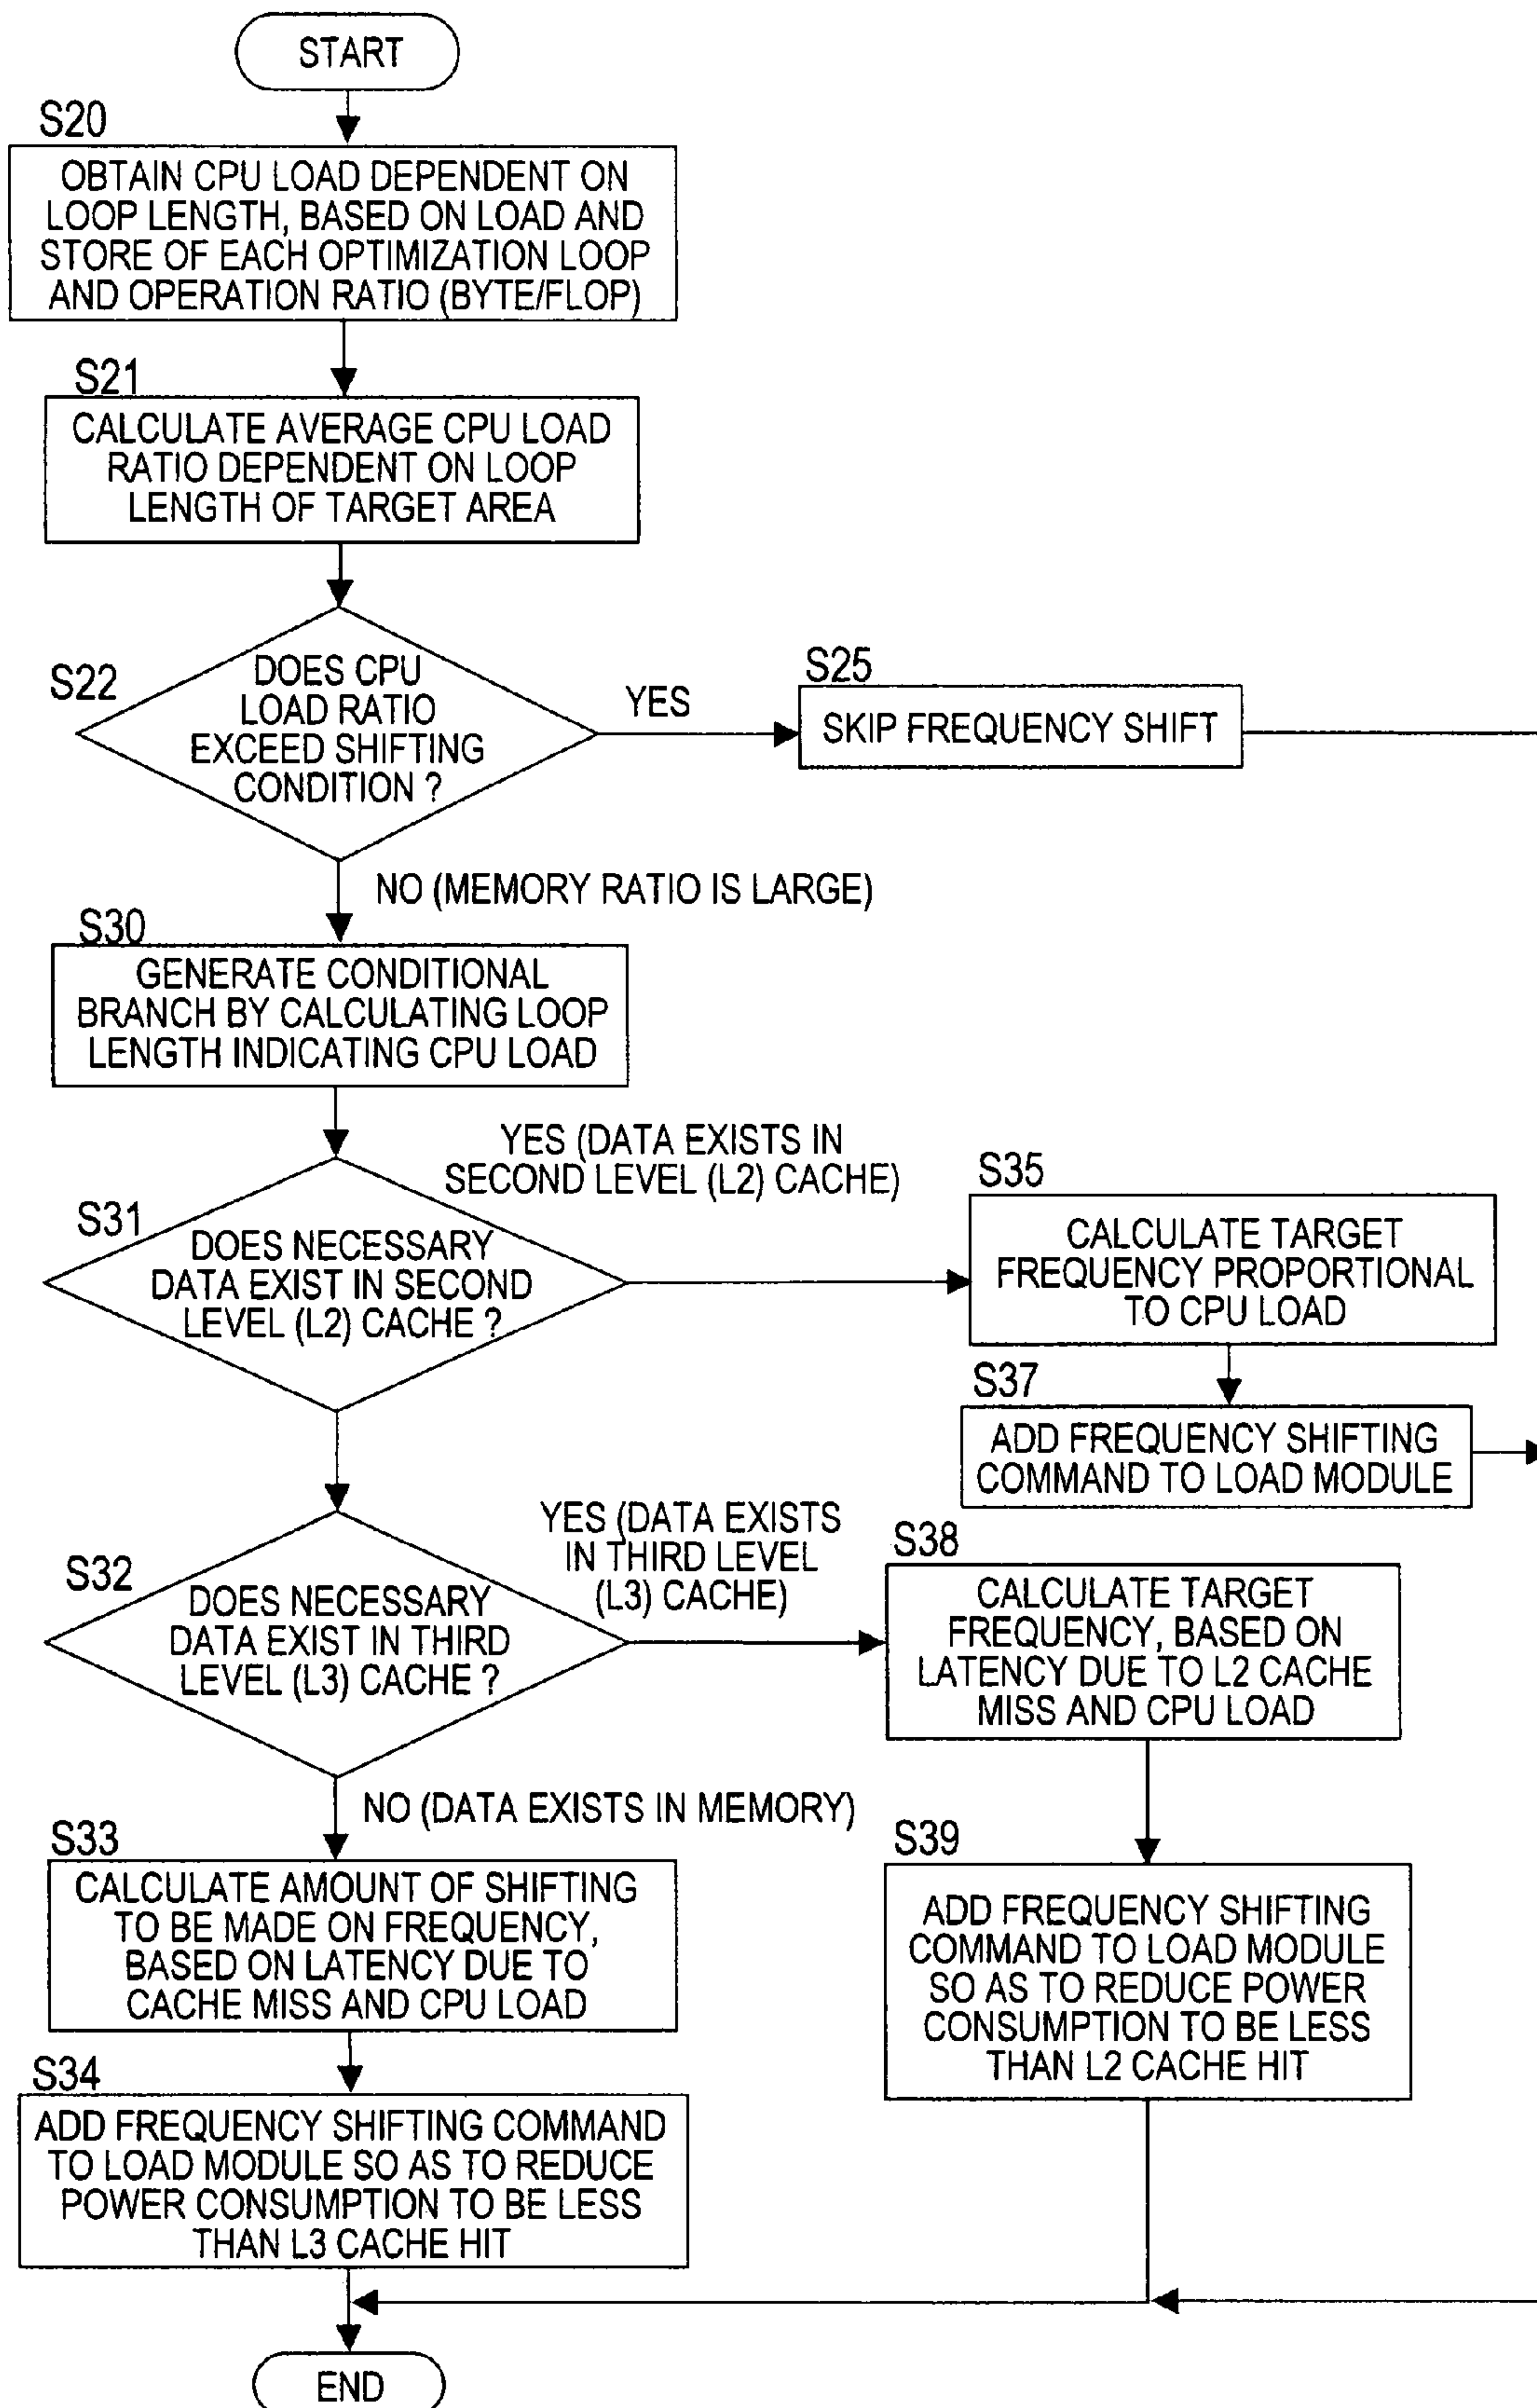 START
S20
OBTAIN CPU LOAD DEPENDENT ON
LOOP LENGTH, BASED ON LOAD AND
STORE OF EACH OPTIMIZATION LOOP
AND OPERATION RATIO (BYTE/FLOP)
S21
CALCULATE AVERAGE CPU LOAD
RATIO DEPENDENT ON LOOP
LENGTH OF TARGET AREA
S22
DOES CPU
LOAD RATIO
EXCEED SHIFTING
CONDITION ?
YES
S25
SKIP FREQUENCY SHIFT
NO (MEMORY RATIO IS LARGE)
S30
GENERATE CONDITIONAL
BRANCH BY CALCULATING LOOP
LENGTH INDICATING CPU LOAD
YES (DATA EXISTS IN
SECOND LEVEL (L2) CACHE)
S31
DOES NECESSARY
DATA EXIST IN SECOND
LEVEL (L2) CACHE ?
S35
CALCULATE TARGET
FREQUENCY PROPORTIONAL
TO CPU LOAD
S37
ADD FREQUENCY SHIFTING
COMMAND TO LOAD MODULE
YES (DATA EXISTS
IN THIRD LEVEL
(L3) CACHE)
S32
DOES NECESSARY
DATA EXIST IN THIRD
LEVEL (L3) CACHE ?
S38
CALCULATE TARGET
FREQUENCY, BASED ON
LATENCY DUE TO L2 CACHE
MISS AND CPU LOAD
NO (DATA EXISTS IN MEMORY)
S33
CALCULATE AMOUNT OF SHIFTING
TO BE MADE ON FREQUENCY,
BASED ON LATENCY DUE TO
CACHE MISS AND CPU LOAD
S39
ADD FREQUENCY SHIFTING
COMMAND TO LOAD MODULE
SO AS TO REDUCE POWER
CONSUMPTION TO BE LESS
THAN L2 CACHE HIT
S34
ADD FREQUENCY SHIFTING COMMAND
TO LOAD MODULE SO AS TO REDUCE
POWER CONSUMPTION TO BE LESS
THAN L3 CACHE HIT
END